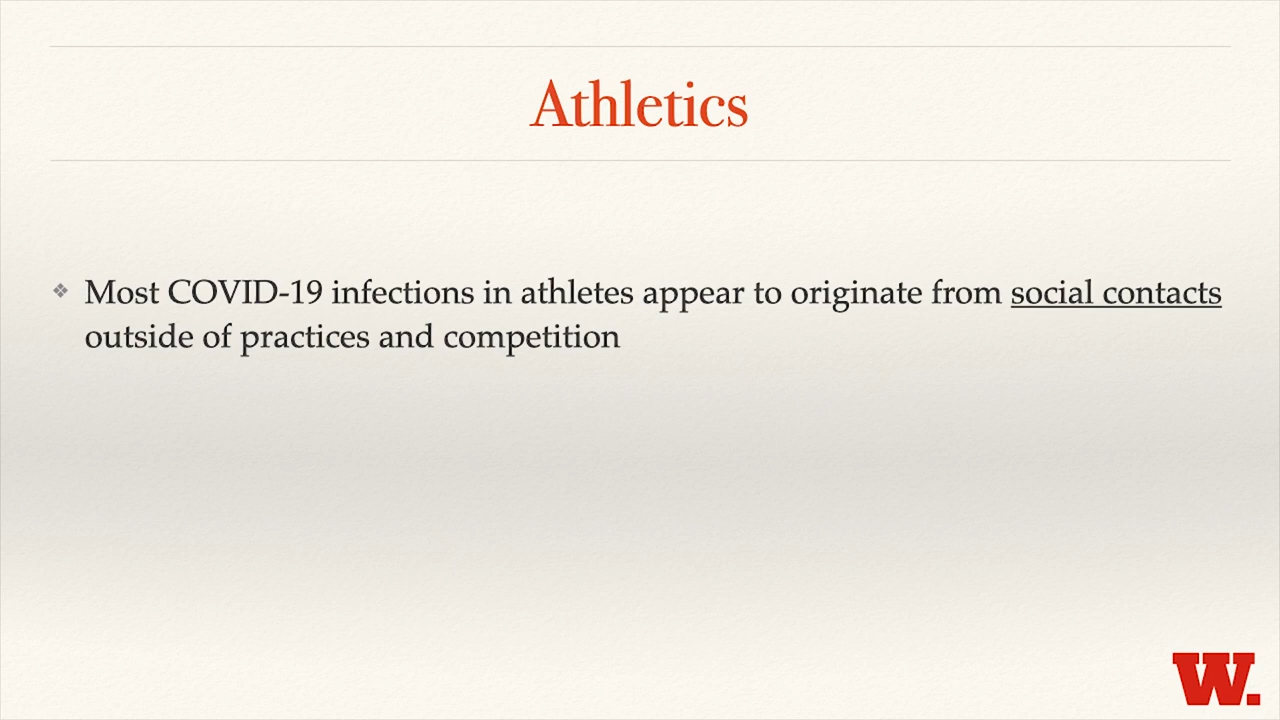 Athletics
❖ Most COVID-19 infections in athletes appear to originate from social contacts
outside of practices and competition
W.